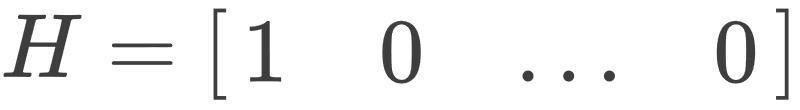 H = [ 1 0 … 0 ]